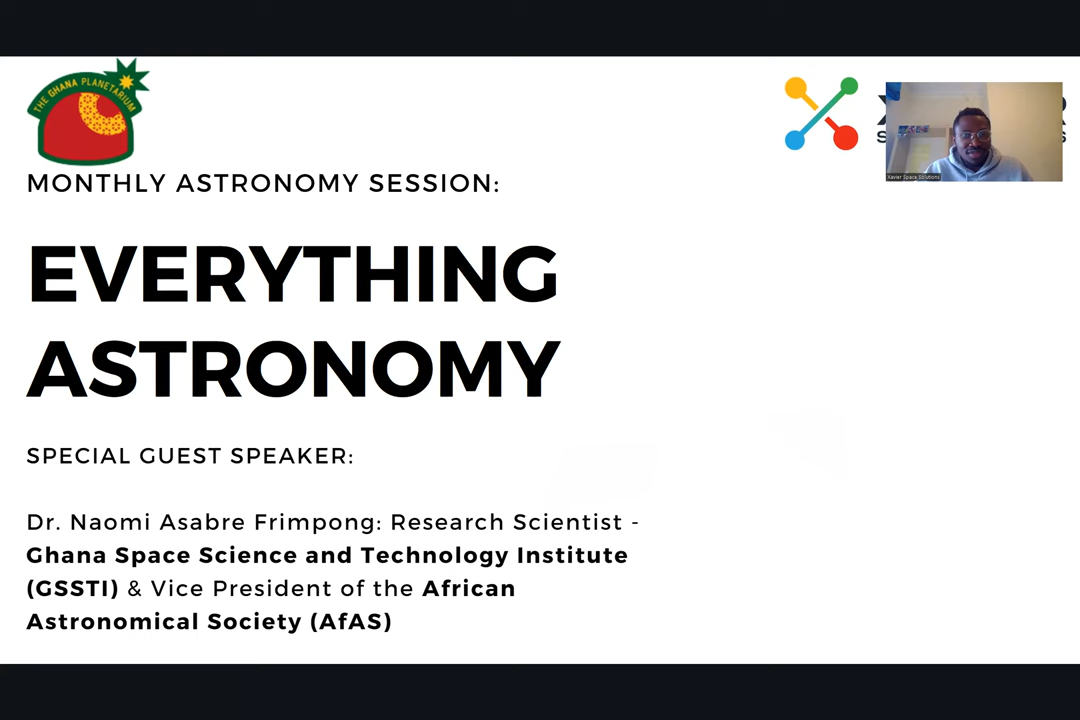 THE GHANA PLANETARIUM
MONTHLY ASTRONOMY SESSION:
EVERYTHING
ASTRONOMY
SPECIAL GUEST SPEAKER:
Dr. Naomi Asabre Frimpong: Research Scientist -
Ghana Space Science and Technology Institute
(GSSTI) & Vice President of the African
Astronomical Society (AfAS)
Xavier Space Solutions